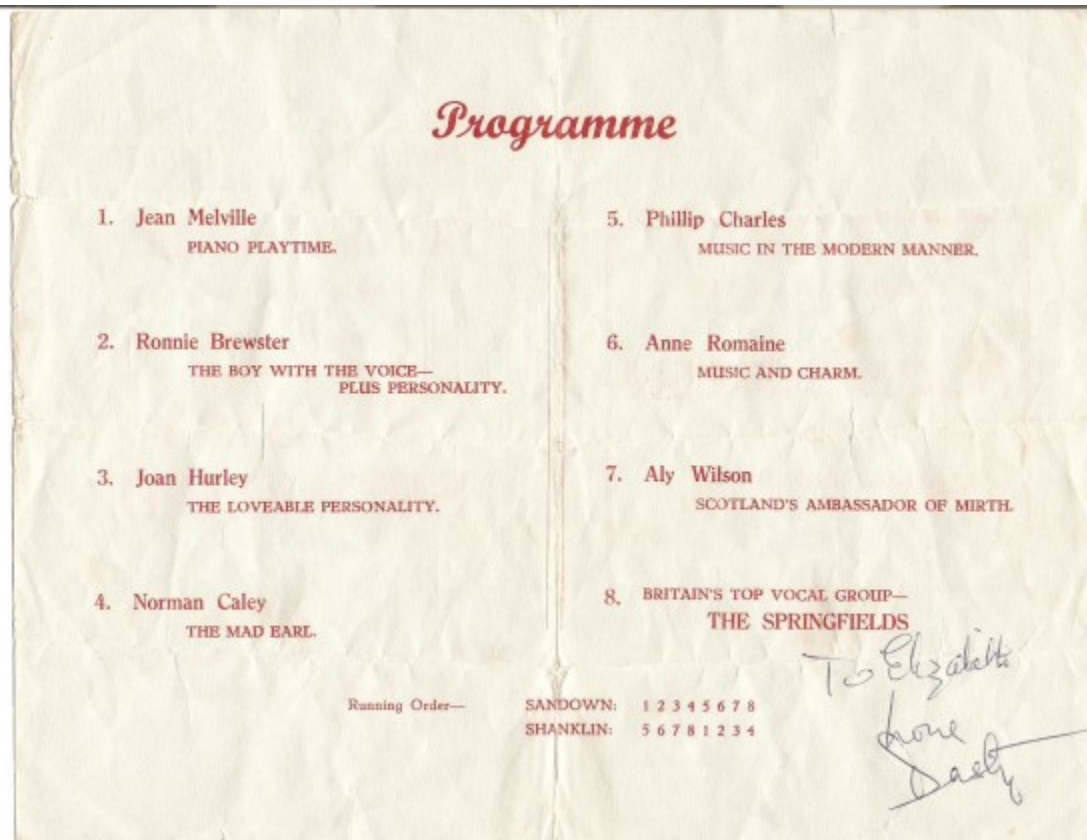 Programme
1. Jean Melville
PIANO PLAYTIME.
2. Ronnie Brewster
THE BOY WITH THE VOICE—
PLUS PERSONALITY.
3. Joan Hurley
THE LOVEABLE PERSONALITY.
4. Norman Caley
THE MAD EARL.
5. Phillip Charles
MUSIC IN THE MODERN MANNER.
6. Anne Romaine
MUSIC AND CHARM.
7. Aly Wilson
SCOTLAND'S AMBASSADOR OF MIRTH.
8. BRITAIN'S TOP VOCAL GROUP—
THE SPRINGFIELDS
To Elizabeth
Love
Dusty
Running Order— SANDOWN: 1 2 3 4 5 6 7 8
SHANKLIN: 5 6 7 8 1 2 3 4